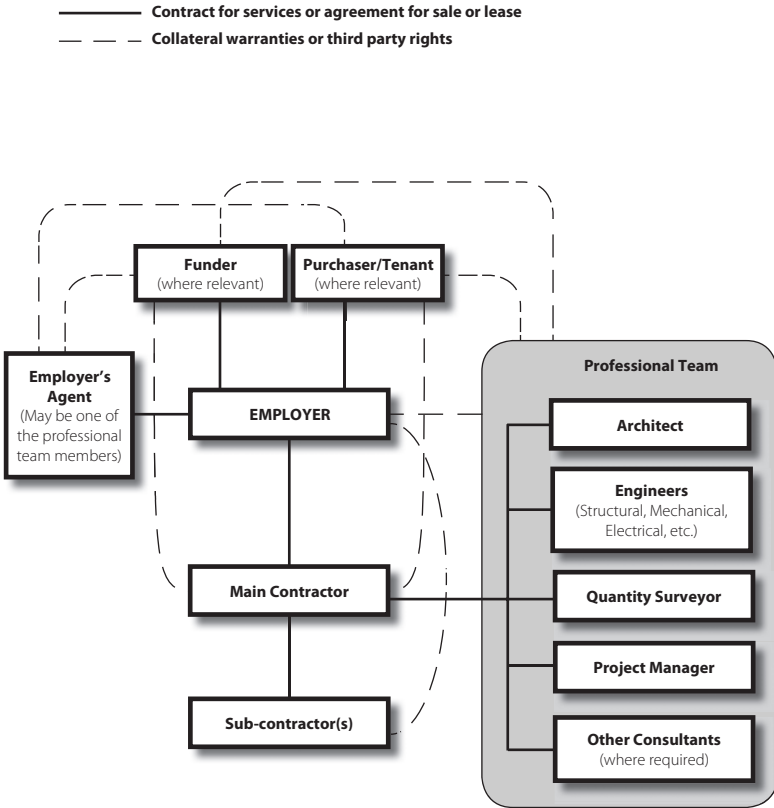 Contract for services or agreement for sale or lease
Collateral warranties or third party rights
Funder
(where relevant)
Purchaser/Tenant
(where relevant)
Employer's
Agent
(May be one of
the professional
team members)
EMPLOYER
Main Contractor
Sub-contractor(s)
Professional Team
Architect
Engineers
(Structural, Mechanical,
Electrical, etc.)
Quantity Surveyor
Project Manager
Other Consultants
(where required)